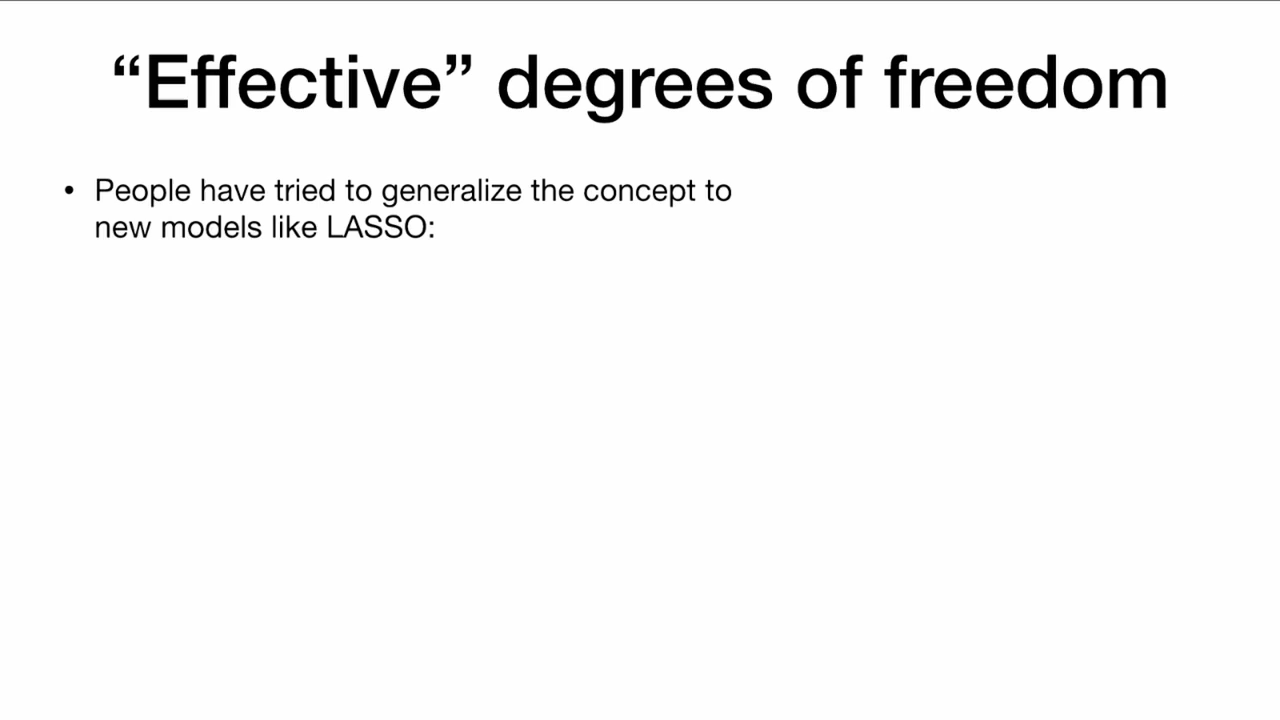 “Effective” degrees of freedom
• People have tried to generalize the concept to
new models like LASSO: